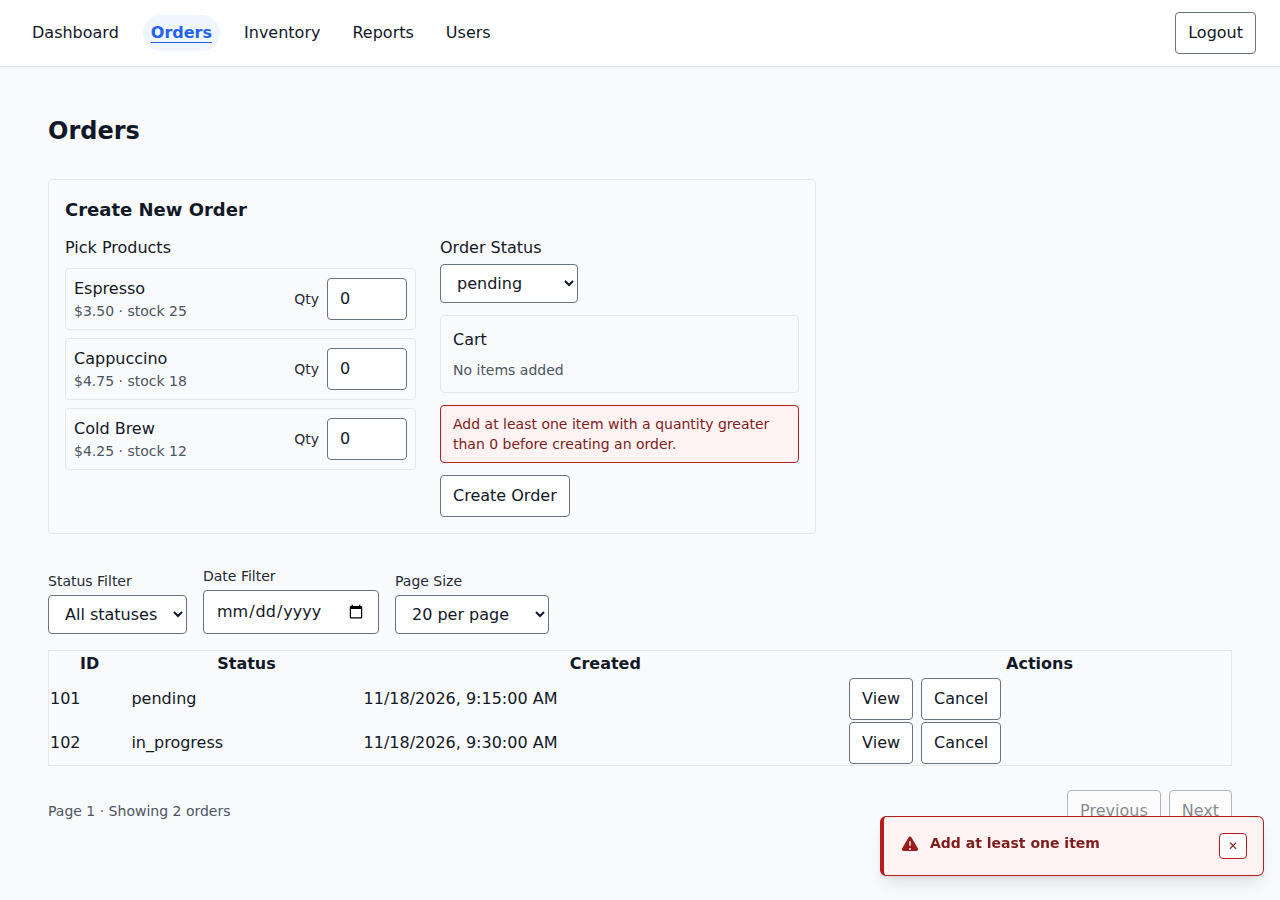 Dashboard Orders Inventory Reports Users Logout
Orders
Create New Order
Pick Products
Espresso
$3.50 · stock 25
Qty 0
Cappuccino
$4.75 · stock 18
Qty 0
Cold Brew
$4.25 · stock 12
Qty 0
Order Status
pending
Cart
No items added
Add at least one item with a quantity greater
than 0 before creating an order.
Create Order
Status Filter
All statuses
Date Filter
mm/dd/yyyy
Page Size
20 per page
ID Status Created Actions
101 pending 11/18/2026, 9:15:00 AM View Cancel
102 in_progress 11/18/2026, 9:30:00 AM View Cancel
Page 1 · Showing 2 orders
Previous Next
Add at least one item ×